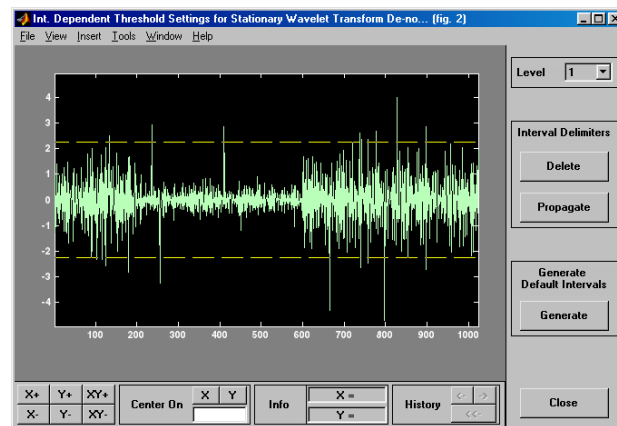 Int. Dependent Threshold Settings for Stationary Wavelet Transform De-no... (fig. 2)
File View Insert Tools Window Help
Level 1
4
3
2
1
0
-1
-2
-3
-4
100 200 300 400 500 600 700 800 900 1000
Interval Delimiters
Delete
Propagate
Generate
Default Intervals
Generate
X+ Y+ XY+
X- Y- XY-
Center On X Y
Info X =
Y =
History <- ->
<<-
Close